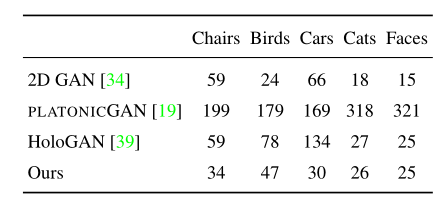 Chairs Birds Cars Cats Faces
2D GAN [34] 59 24 66 18 15
PLATONICGAN [19] 199 179 169 318 321
HoloGAN [39] 59 78 134 27 25
Ours 34 47 30 26 25